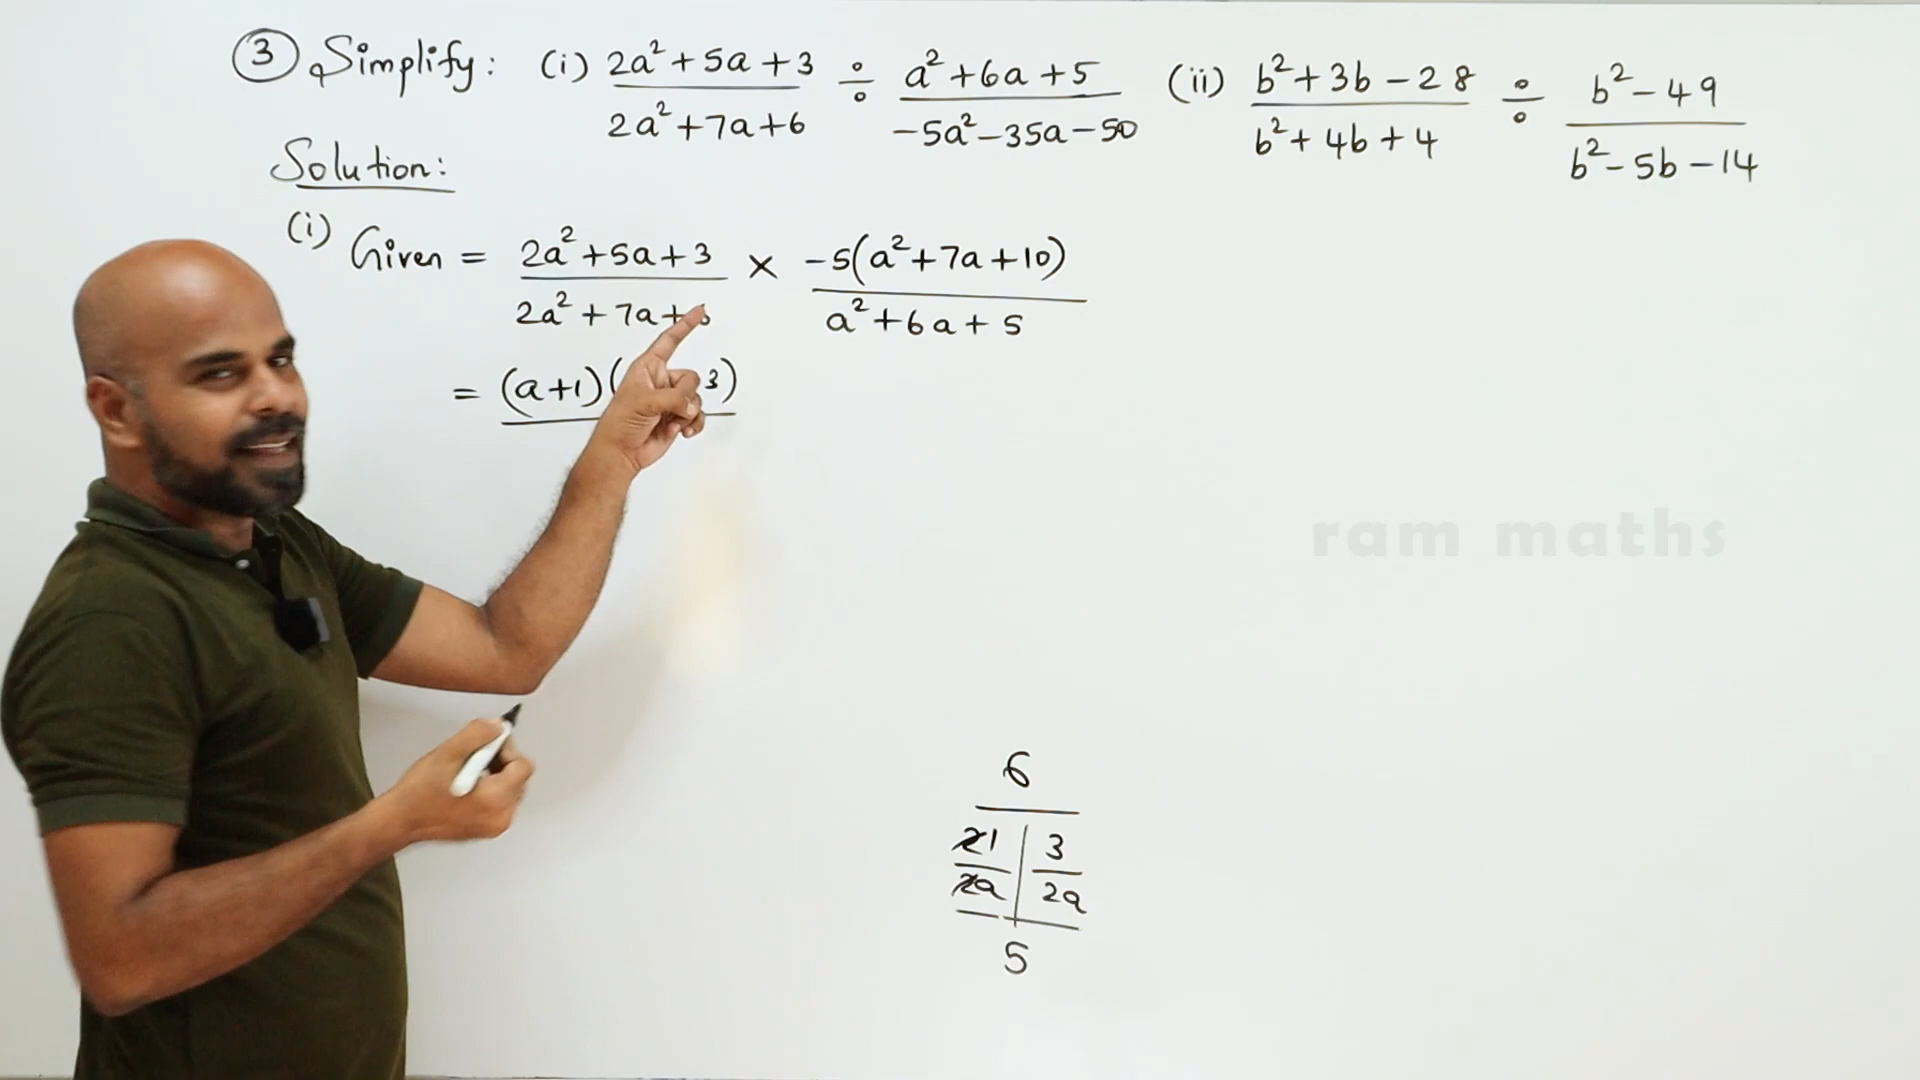 ③ Simplify: (i) 2a²+5a+3 / 2a²+7a+6 ÷ a²+6a+5 / -5a²-35a-50 (ii) b²+3b-28 / b²+4b+4 ÷ b²-49 / b²-5b-14
Solution:
(i) Given = 2a²+5a+3 / 2a²+7a+ × -5(a²+7a+10) / a²+6a+5
= (a+1)( 3)
ram maths
6
21 | 3
2a | 2a
5